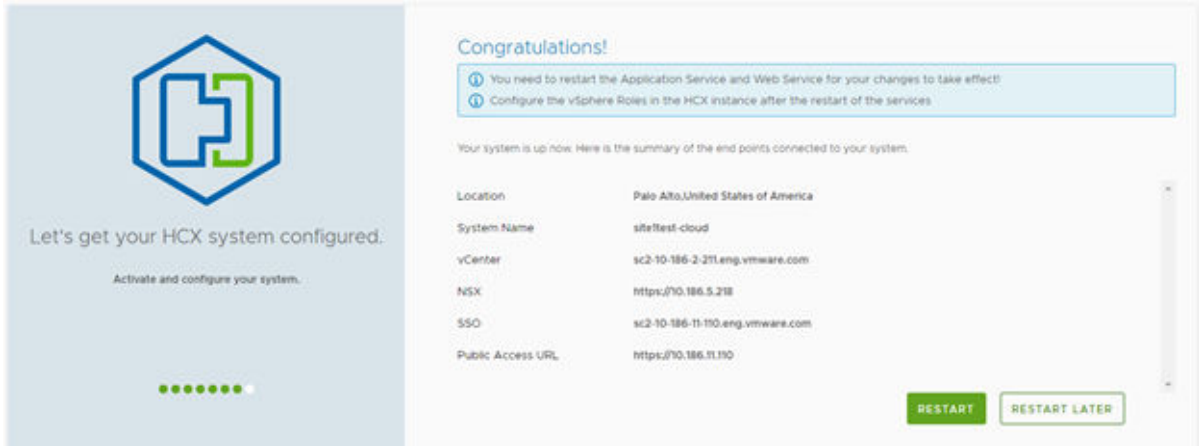 Let's get your HCX system configured.
Activate and configure your system.
Congratulations!
You need to restart the Application Service and Web Service for your changes to take effect!
Configure the vSphere Roles in the HCX instance after the restart of the services
Your system is up now. Here is the summary of the end points connected to your system.
Location Palo Alto,United States of America
System Name site1test-cloud
vCenter sc2-10-186-2-211.eng.vmware.com
NSX https://10.186.5.218
SSO sc2-10-186-11-110.eng.vmware.com
Public Access URL https://10.186.11.110
RESTART RESTART LATER